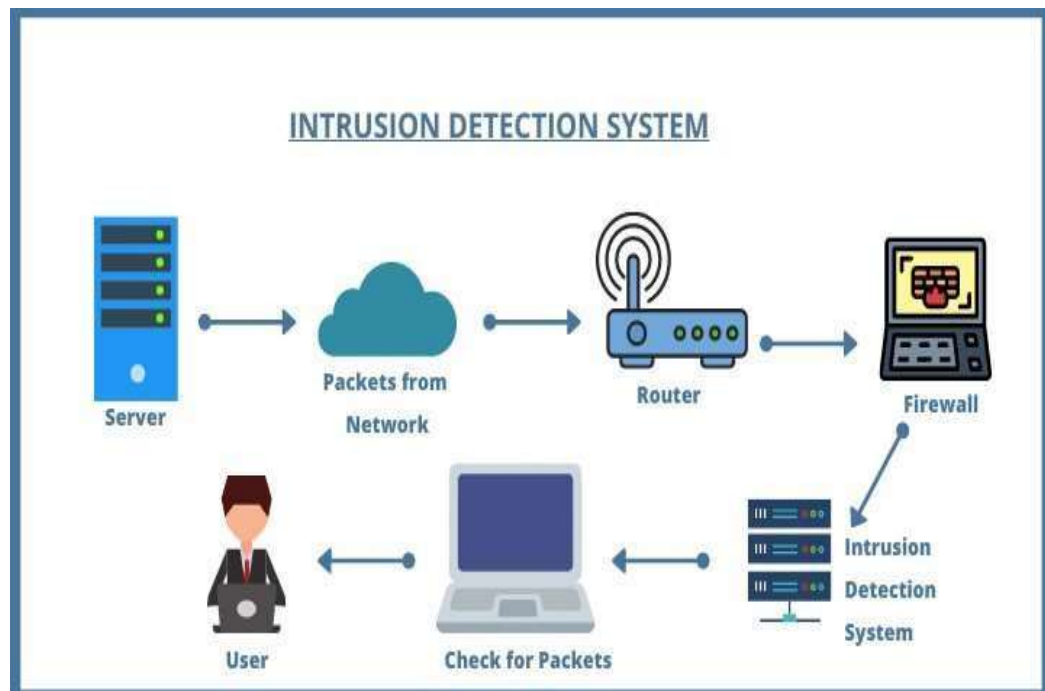 INTRUSION DETECTION SYSTEM
Server
Packets from
Network
Router
Firewall
User
Check for Packets
Intrusion
Detection
System